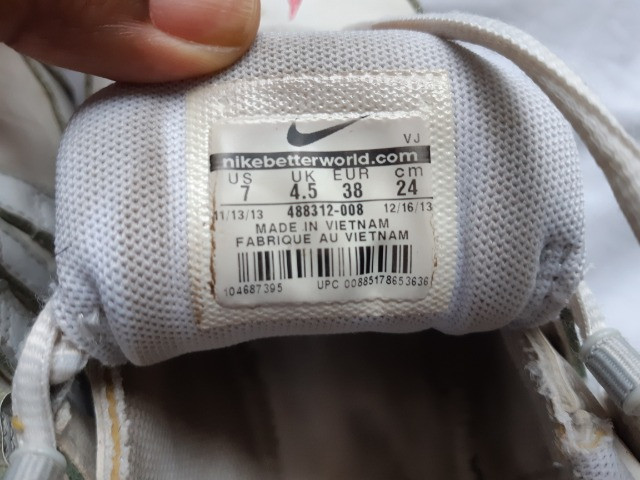 VJ
nikebetterworld.com
US UK EUR cm
7 4.5 38 24
11/13/13 488312-008 12/16/13
MADE IN VIETNAM
FABRIQUE AU VIETNAM
104687395 UPC 00885178653636